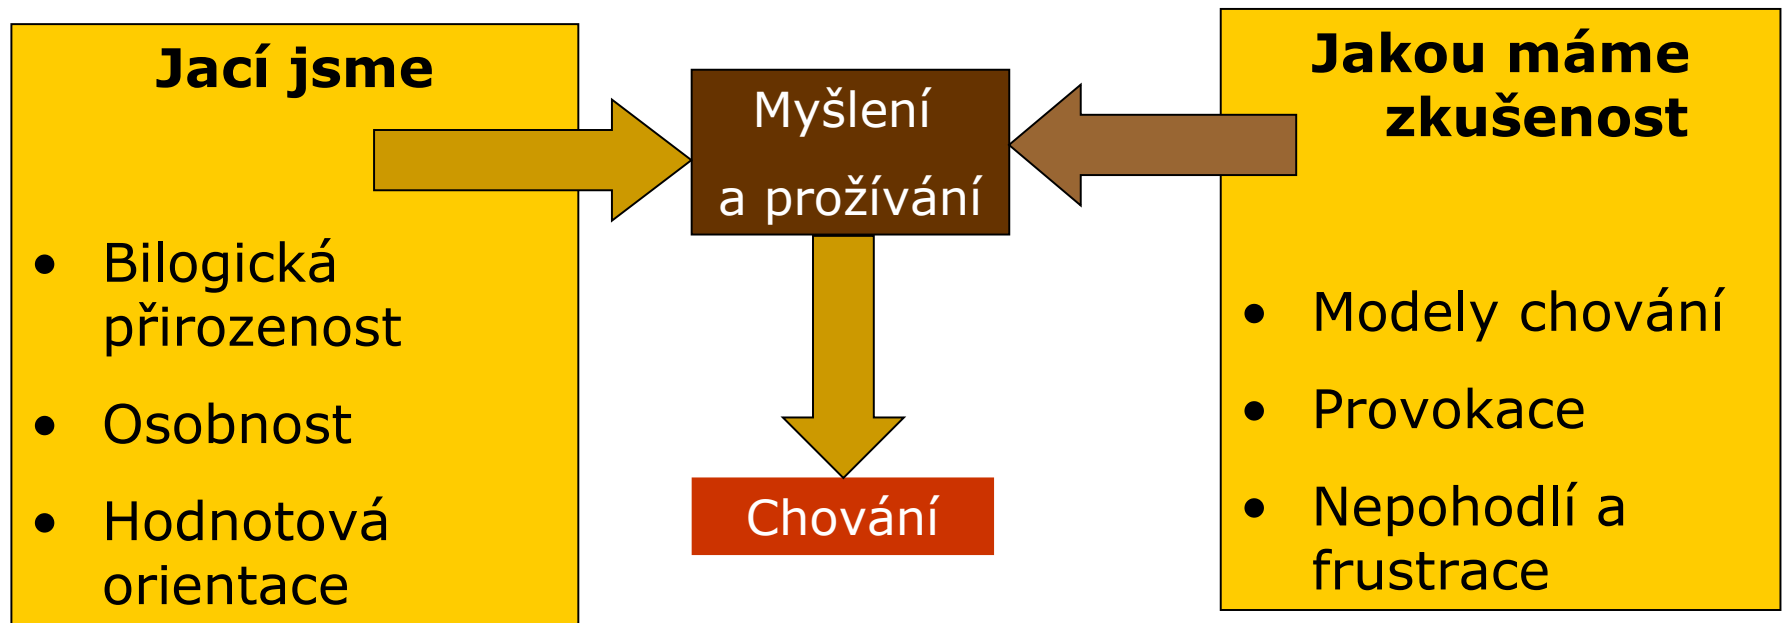 Jací jsme
• Bilogická
přirozenost
• Osobnost
• Hodnotová
orientace
Myšlení
a prožívání
Chování
Jakou máme
zkušenost
• Modely chování
• Provokace
• Nepohodlí a
frustrace